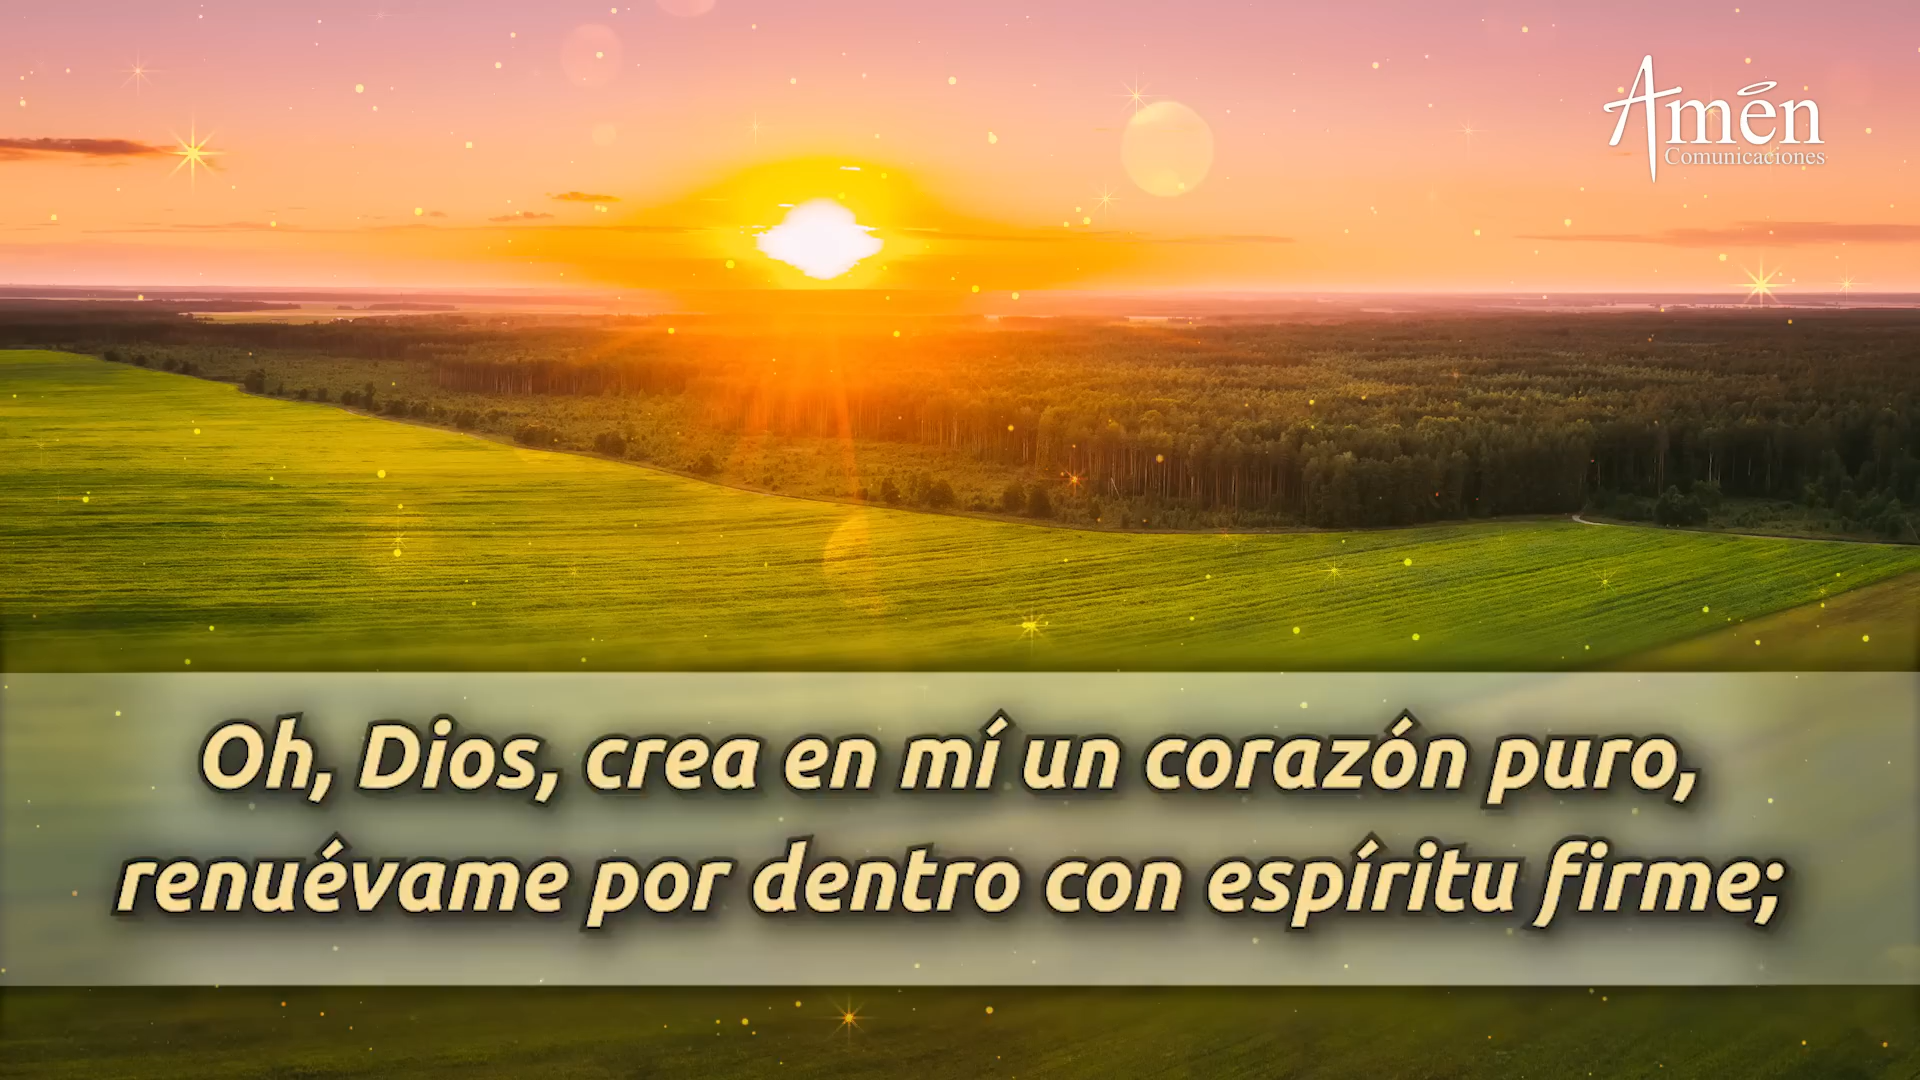 Amén
Comunicaciones
Oh, Dios, crea en mí un corazón puro,
renuévame por dentro con espíritu firme;